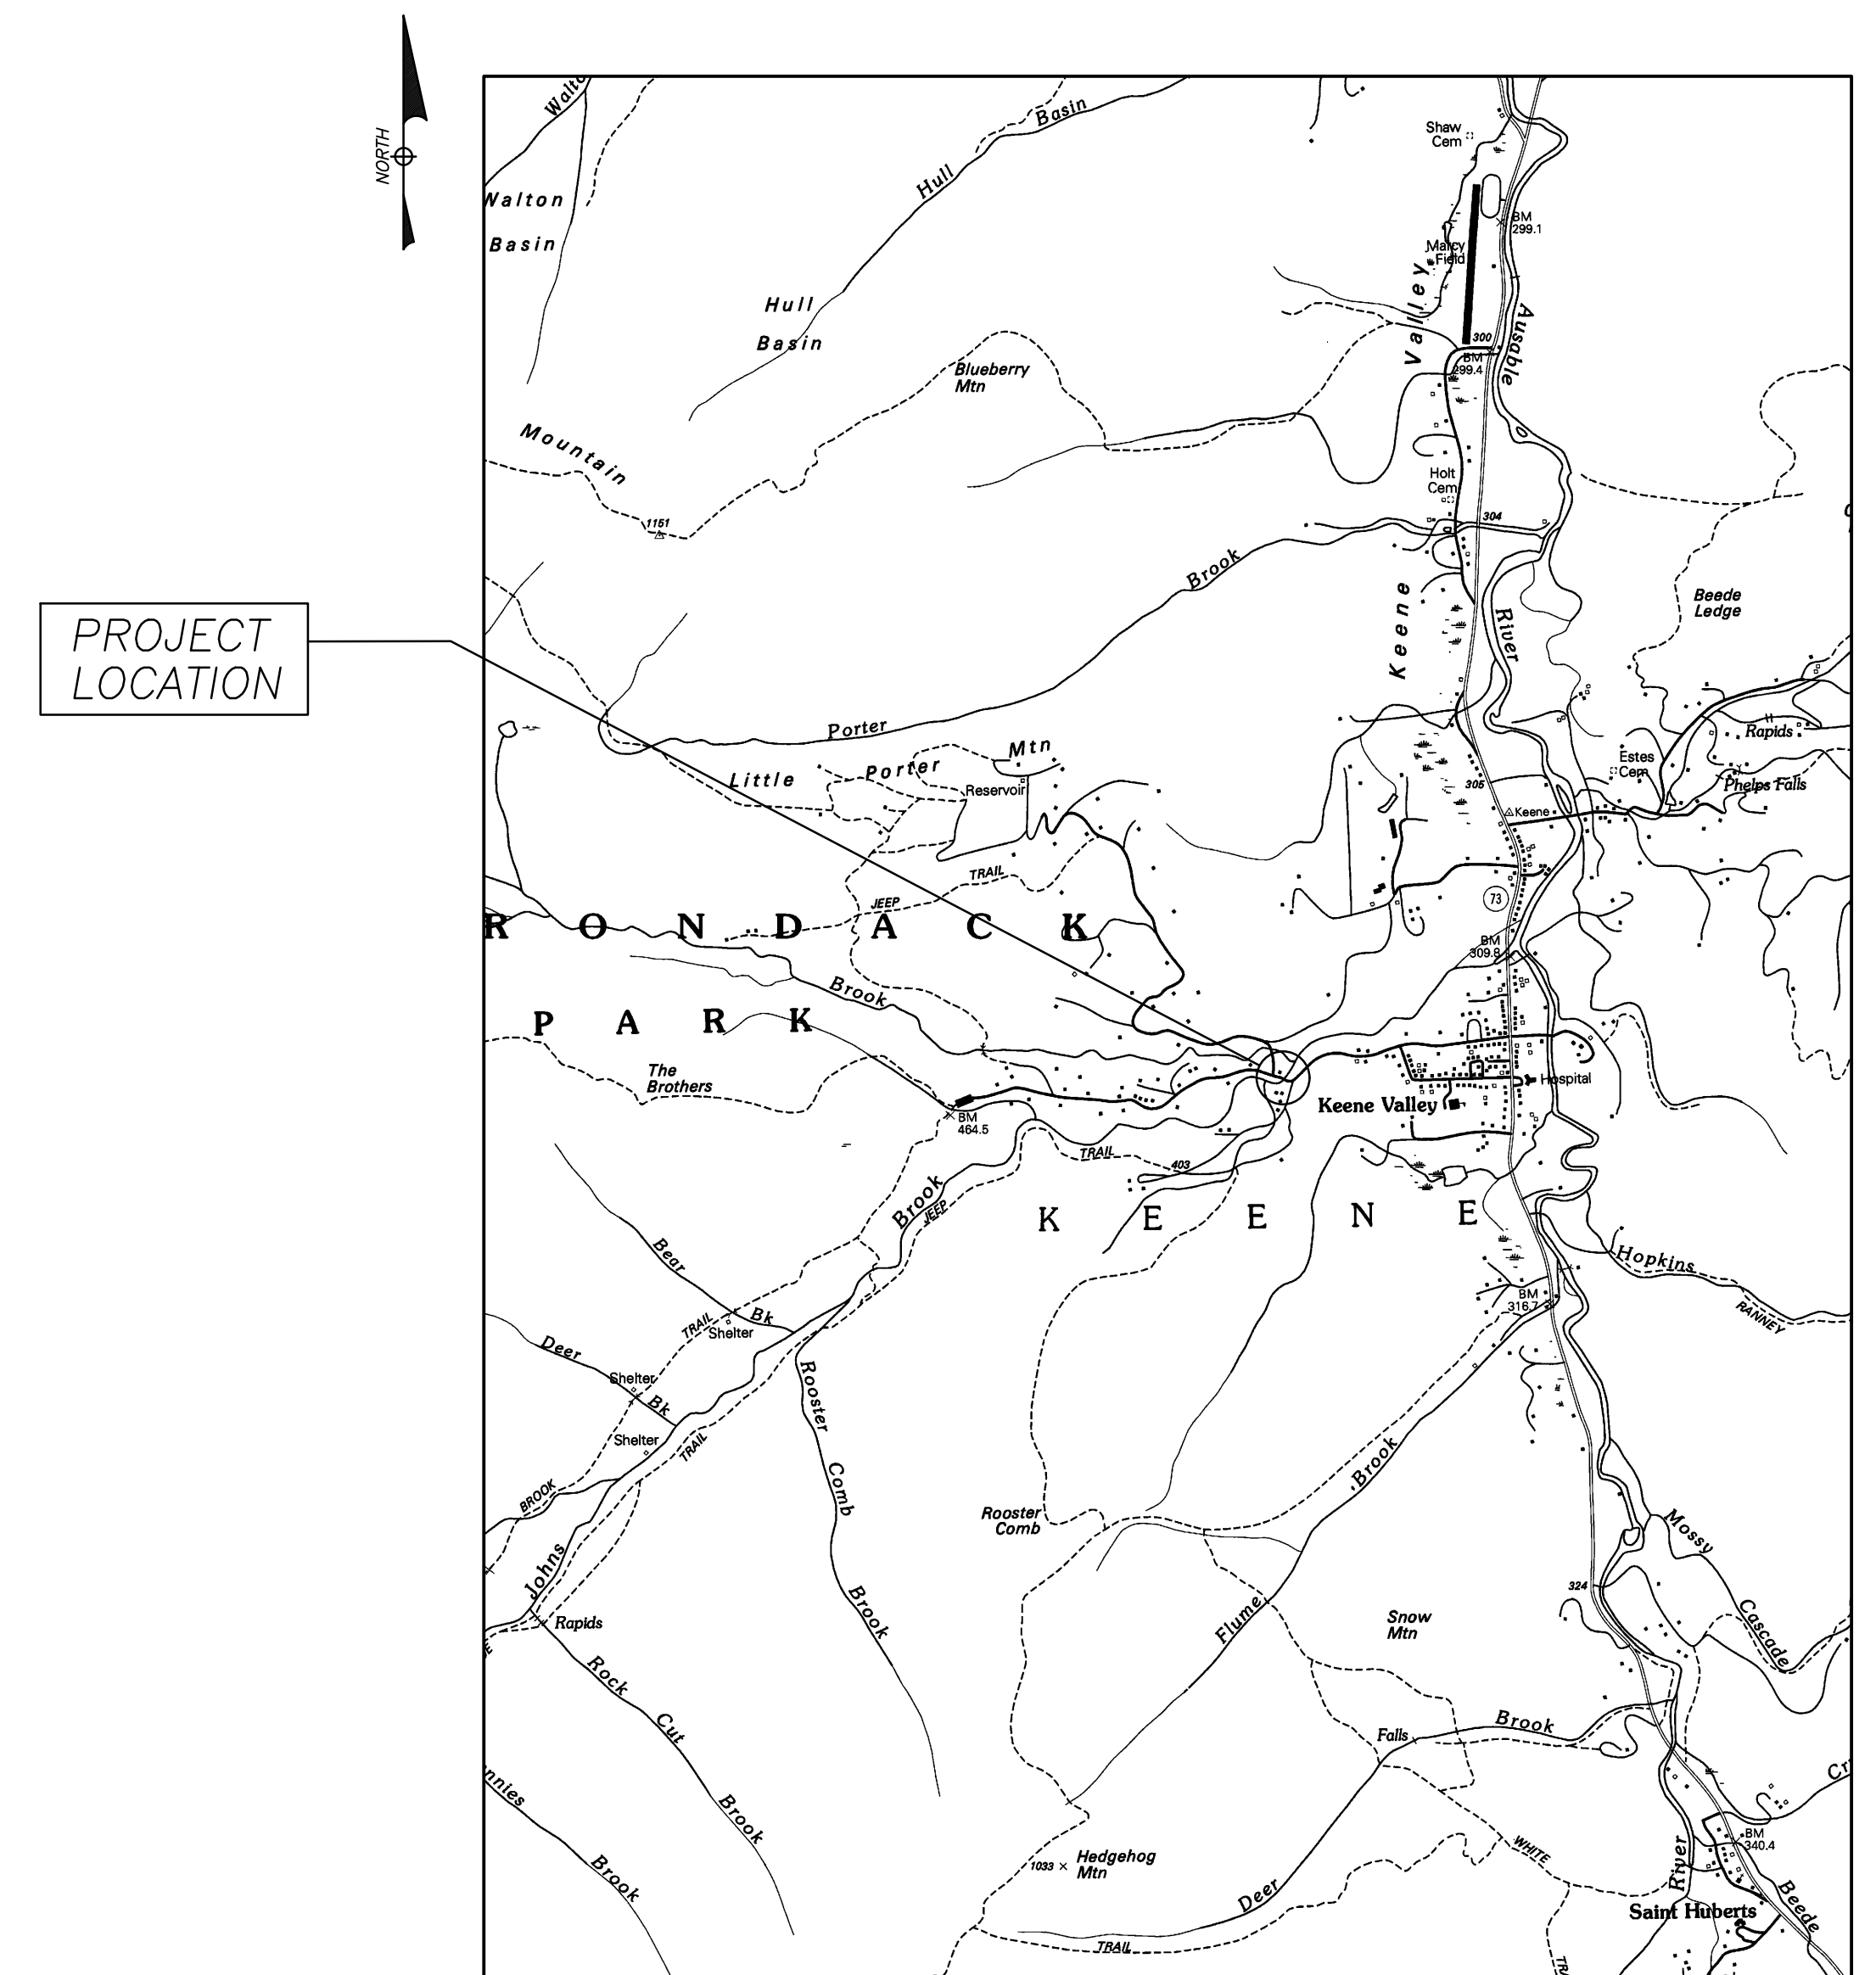 NORTH
PROJECT
LOCATION
Walton
Basin
Hull
Basin
Hull
Basin
Shaw
Cem
BM
299.1
Marcy
Field
Valley
Ausable
300
BM
299.4
Blueberry
Mtn
Mountain
1151
Holt
Cem
304
Brook
Keene
River
Beede
Ledge
Porter
Little
Porter
Mtn
Reservoir
Rapids
Estes
Cem
Phelps Falls
305
Keene
TRAIL
JEEP
73
R O N D A C K
BM
309.8
Brook
P A R K
The
Brothers
Hospital
Keene Valley
BM
464.5
TRAIL
403
Brook
JEEP
K E E N E
Bear
Bk
Hopkins
RANNEY
BM
316.7
TRAIL
Shelter
Deer
Bk
Shelter
Shelter
TRAIL
Rooster
Comb
Brook
BROOK
Rooster
Comb
Brook
Flume
Johns
Rapids
Mossy
Cascade
324
Snow
Mtn
Rock
Cut
Brook
Falls
Brook
Deer
nnies
Brook
1033
Hedgehog
Mtn
WHITE
TRAIL
BM
340.4
River
Beede
Saint Huberts